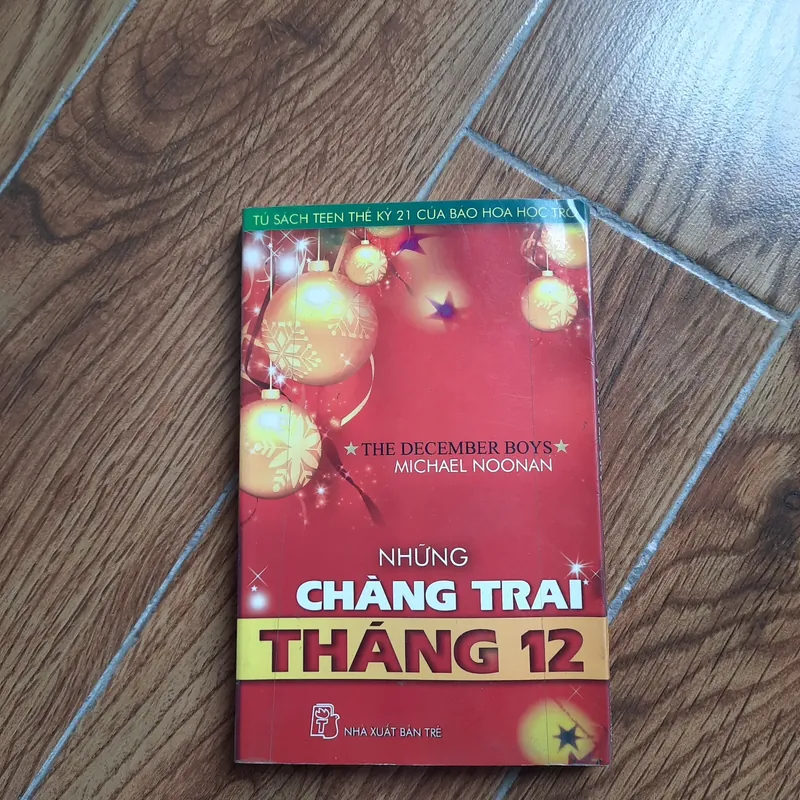 TỦ SÁCH TEEN THẾ KỶ 21 CỦA BÁO HOA HỌC TRÒ
THE DECEMBER BOYS
MICHAEL NOONAN
NHỮNG
CHÀNG TRAI
THÁNG 12
NHÀ XUẤT BẢN TRẺ